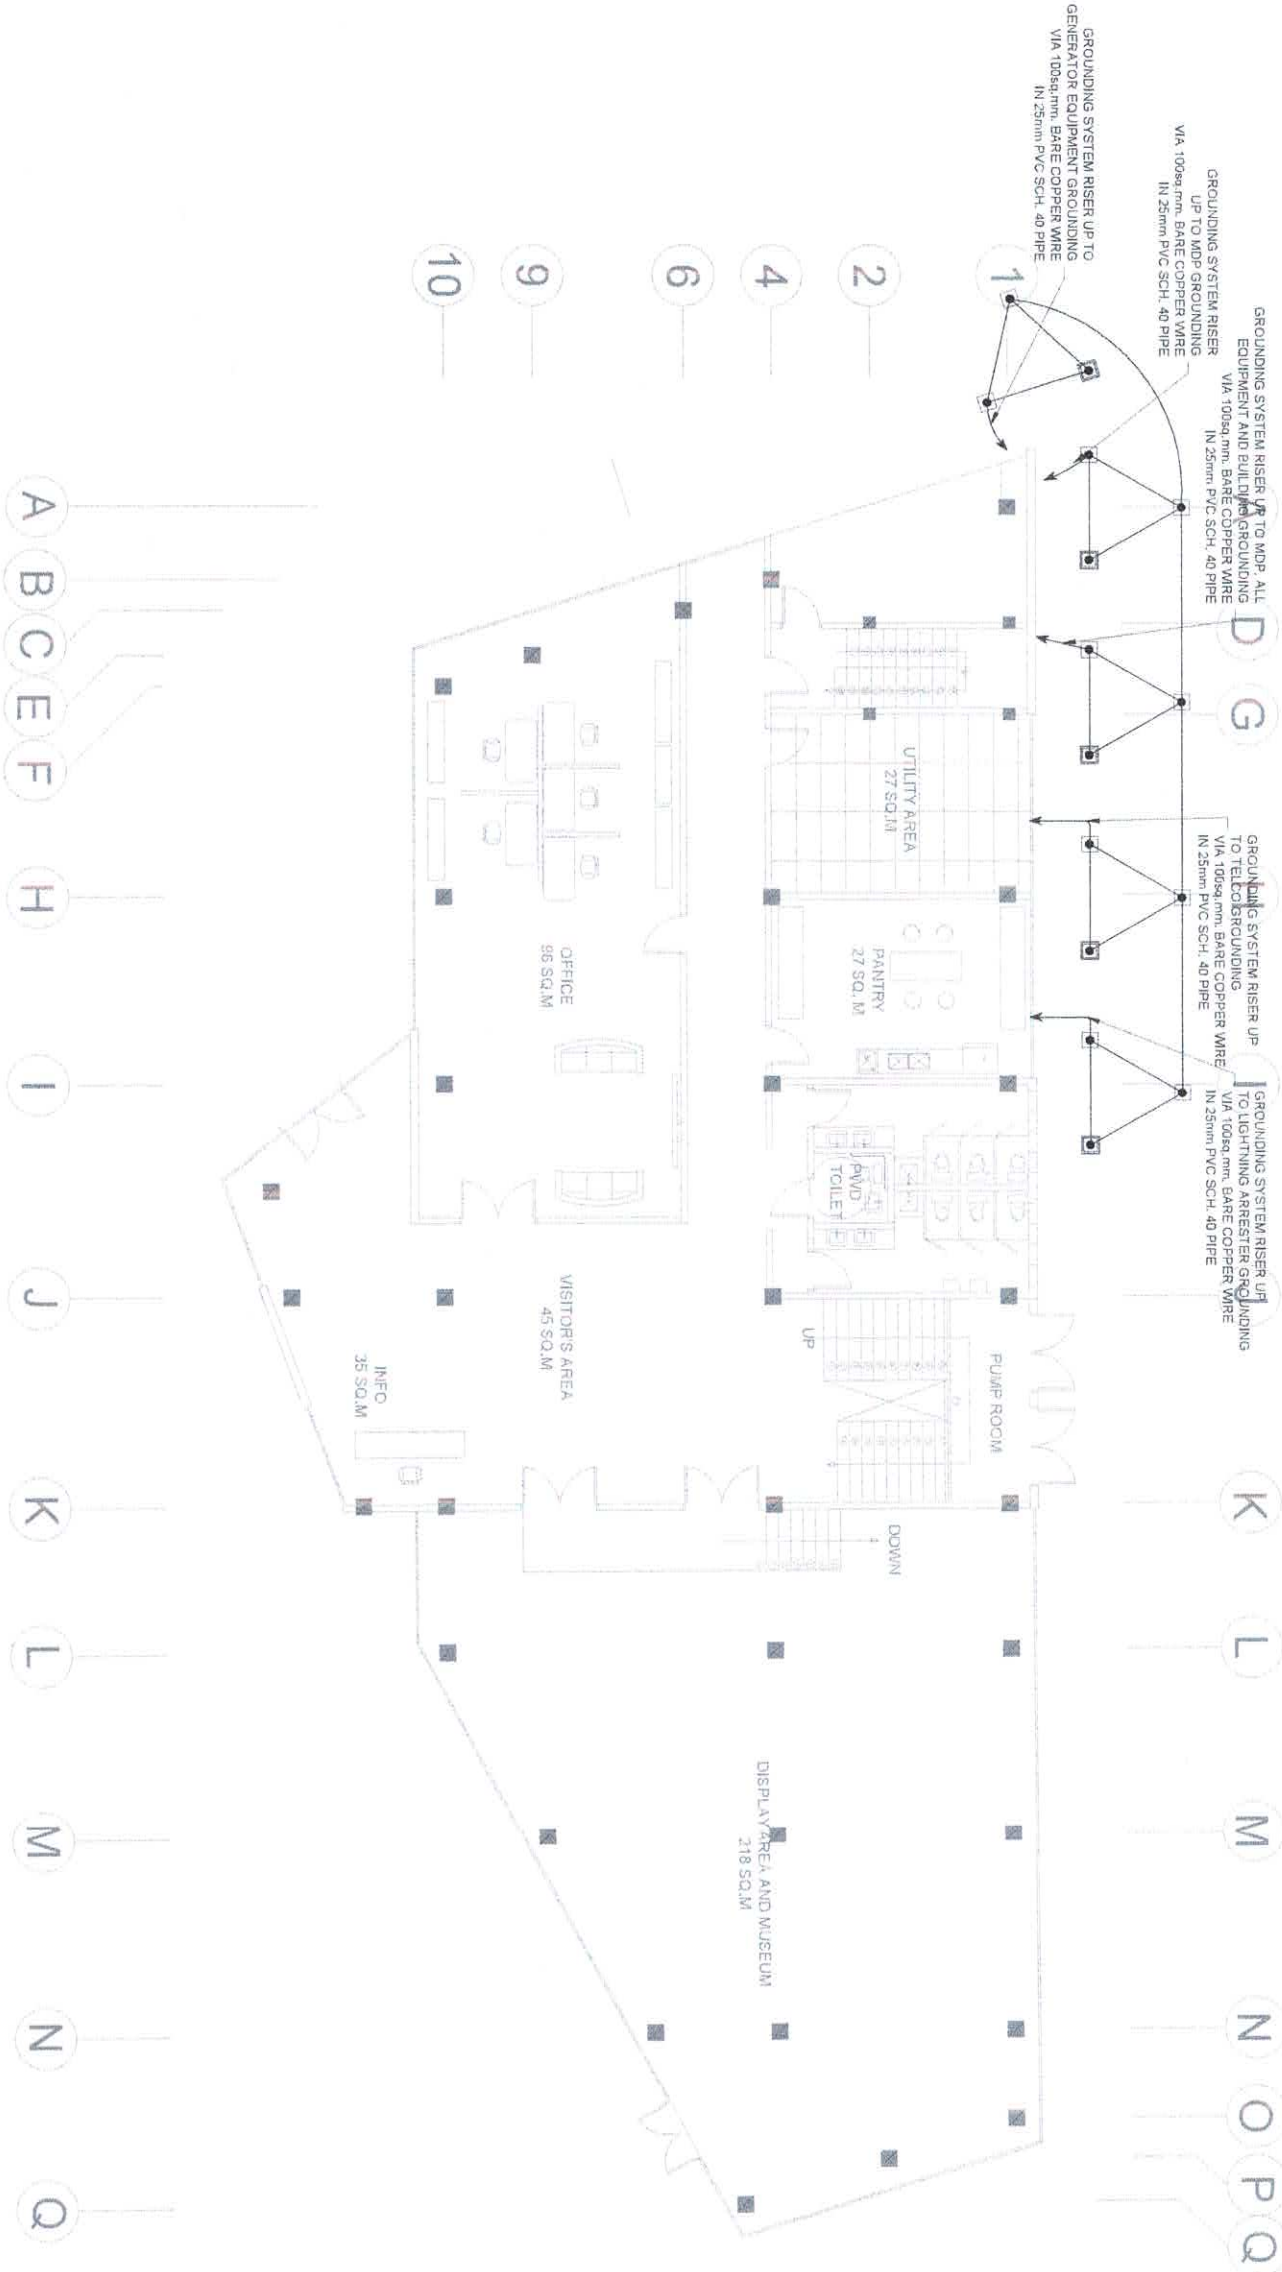 GROUNDING SYSTEM RISER UP TO
GENERATOR EQUIPMENT GROUNDING
VIA 100sq.mm. BARE COPPER WIRE
IN 25mm PVC SCH. 40 PIPE
GROUNDING SYSTEM RISER
UP TO MDP GROUNDING
VIA 100sq.mm. BARE COPPER WIRE
IN 25mm PVC SCH. 40 PIPE
GROUNDING SYSTEM RISER UP TO MDP, ALL
EQUIPMENT AND BUILDING GROUNDING
VIA 100sq.mm. BARE COPPER WIRE
IN 25mm PVC SCH. 40 PIPE
GROUNDING SYSTEM RISER UP
TO TELCO GROUNDING
VIA 100sq.mm. BARE COPPER WIRE
IN 25mm PVC SCH. 40 PIPE
GROUNDING SYSTEM RISER UP
TO LIGHTNING ARRESTER GROUNDING
VIA 100sq.mm. BARE COPPER WIRE
IN 25mm PVC SCH. 40 PIPE
A
D
G
H
I
J
K
L
M
N
O
P
Q
1
2
4
6
9
10
UTILITY AREA
27 SQ.M
PANTRY
27 SQ. M
PWD
TOILET
UP
PUMP ROOM
DOWN
OFFICE
96 SQ.M
VISITOR'S AREA
45 SQ.M
INFO
35 SQ.M
DISPLAY AREA AND MUSEUM
218 SQ.M
A
B
C
E
F
H
I
J
K
L
M
N
Q